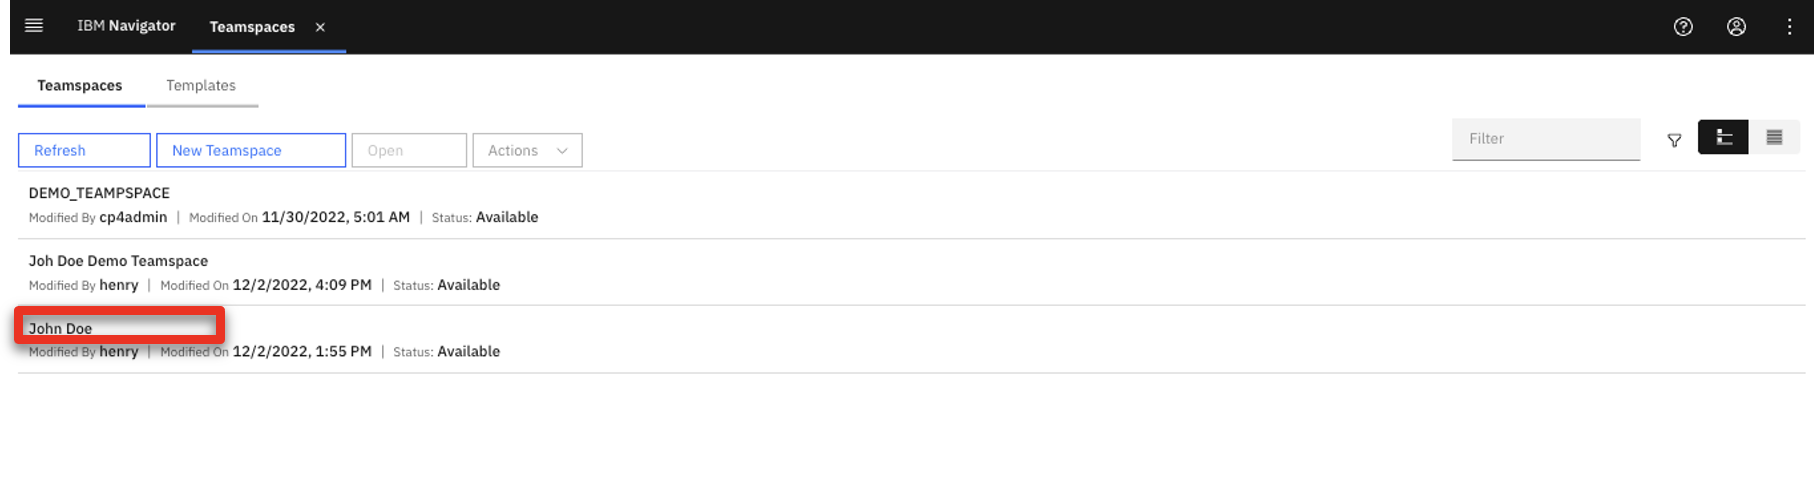 IBM Navigator Teamspaces ×
Teamspaces Templates
Refresh New Teamspace Open Actions Filter
DEMO_TEAMPSPACE
Modified By cp4admin | Modified On 11/30/2022, 5:01 AM | Status: Available
Joh Doe Demo Teamspace
Modified By henry | Modified On 12/2/2022, 4:09 PM | Status: Available
John Doe
Modified By henry | Modified On 12/2/2022, 1:55 PM | Status: Available